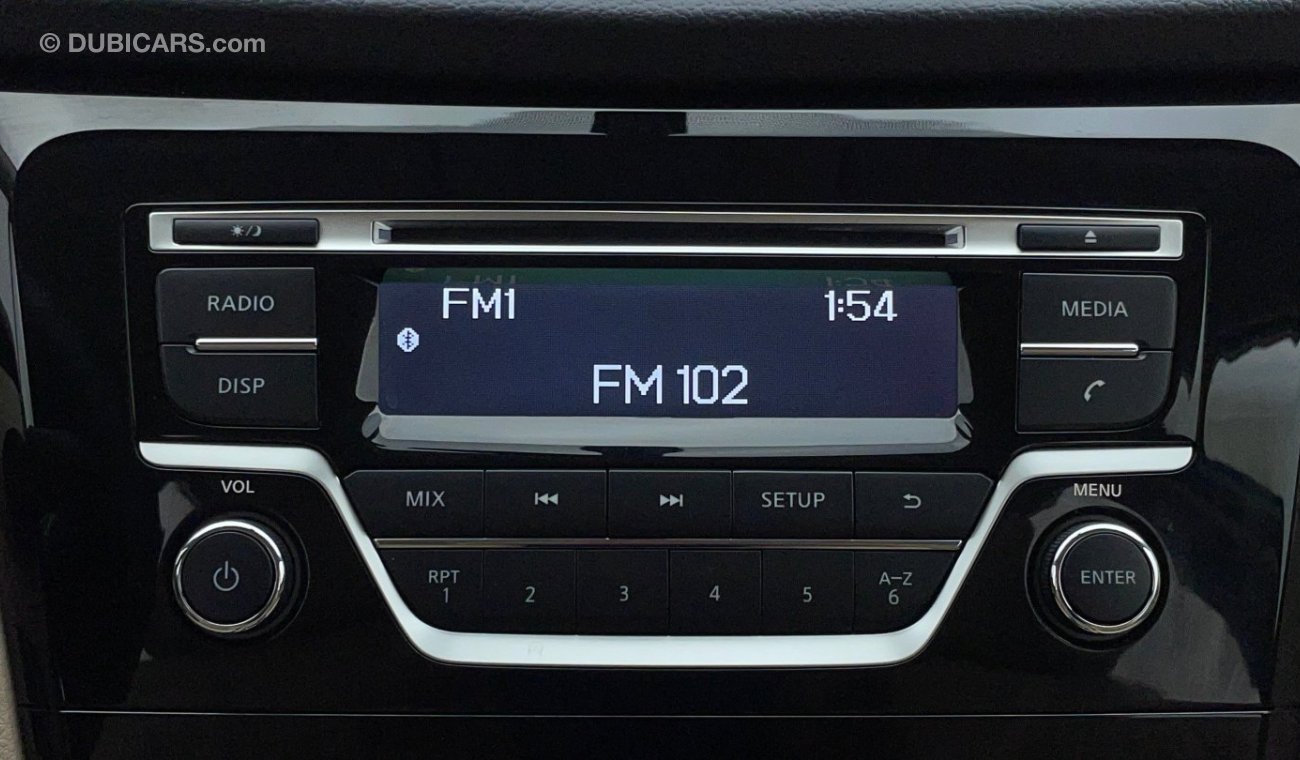 © DUBICARS.com
RADIO
DISP
FM1 1:54
FM 102
MEDIA
VOL
MIX SETUP
MENU
RPT
1 2 3 4 5 A–Z
6
ENTER